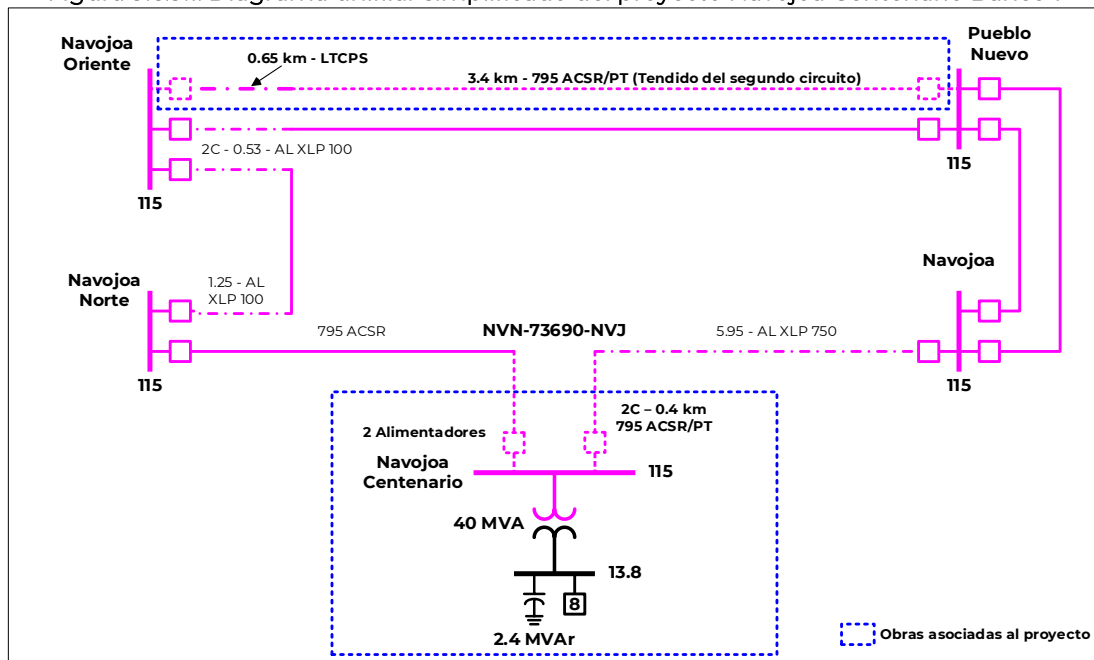 Navojoa
Oriente
0.65 km - LTCPS
3.4 km - 795 ACSR/PT (Tendido del segundo circuito)
Pueblo
Nuevo
2C - 0.53 - AL XLP 100
115
115
Navojoa
Norte
1.25 - AL
XLP 100
Navojoa
795 ACSR
NVN-73690-NVJ
5.95 - AL XLP 750
115
115
2C – 0.4 km
795 ACSR/PT
2 Alimentadores
Navojoa
Centenario
115
40 MVA
13.8
8
2.4 MVAr
Obras asociadas al proyecto